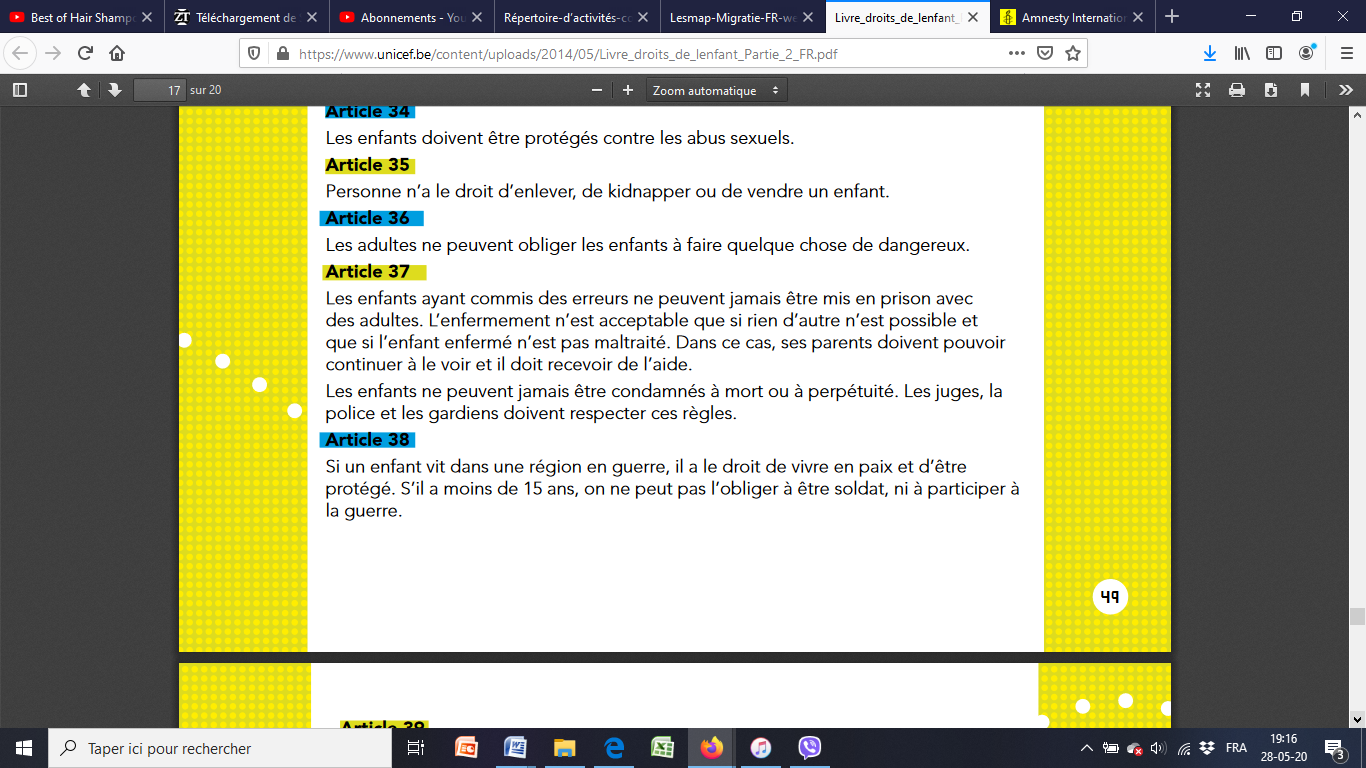 Best of Hair Shampo
Téléchargement de
Abonnements - You
Répertoire-d'activités-co
Lesmap-Migratie-FR-we
Livre_droits_de_lenfant_
Amnesty Internation
https://www.unicef.be/content/uploads/2014/05/Livre_droits_de_lenfant_Partie_2_FR.pdf
17 sur 20
Zoom automatique
Article 34
Les enfants doivent être protégés contre les abus sexuels.
Article 35
Personne n'a le droit d'enlever, de kidnapper ou de vendre un enfant.
Article 36
Les adultes ne peuvent obliger les enfants à faire quelque chose de dangereux.
Article 37
Les enfants ayant commis des erreurs ne peuvent jamais être mis en prison avec
des adultes. L'enfermement n'est acceptable que si rien d'autre n'est possible et
que si l'enfant enfermé n'est pas maltraité. Dans ce cas, ses parents doivent pouvoir
continuer à le voir et il doit recevoir de l'aide.
Les enfants ne peuvent jamais être condamnés à mort ou à perpétuité. Les juges, la
police et les gardiens doivent respecter ces règles.
Article 38
Si un enfant vit dans une région en guerre, il a le droit de vivre en paix et d'être
protégé. S'il a moins de 15 ans, on ne peut pas l'obliger à être soldat, ni à participer à
la guerre.
49
Article 39
Taper ici pour rechercher
FRA
19:16
28-05-20
3